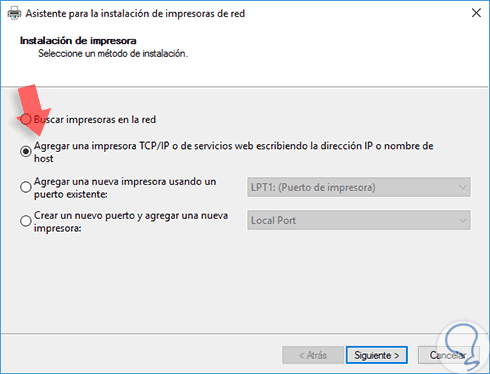 Asistente para la instalación de impresoras de red
Instalación de impresora
Seleccione un método de instalación.
Buscar impresoras en la red
Agregar una impresora TCP/IP o de servicios web escribiendo la dirección IP o nombre de
host
Agregar una nueva impresora usando un
puerto existente:
LPT1: (Puerto de impresora)
Crear un nuevo puerto y agregar una nueva
impresora:
Local Port
< Atrás
Siguiente >
Cancelar